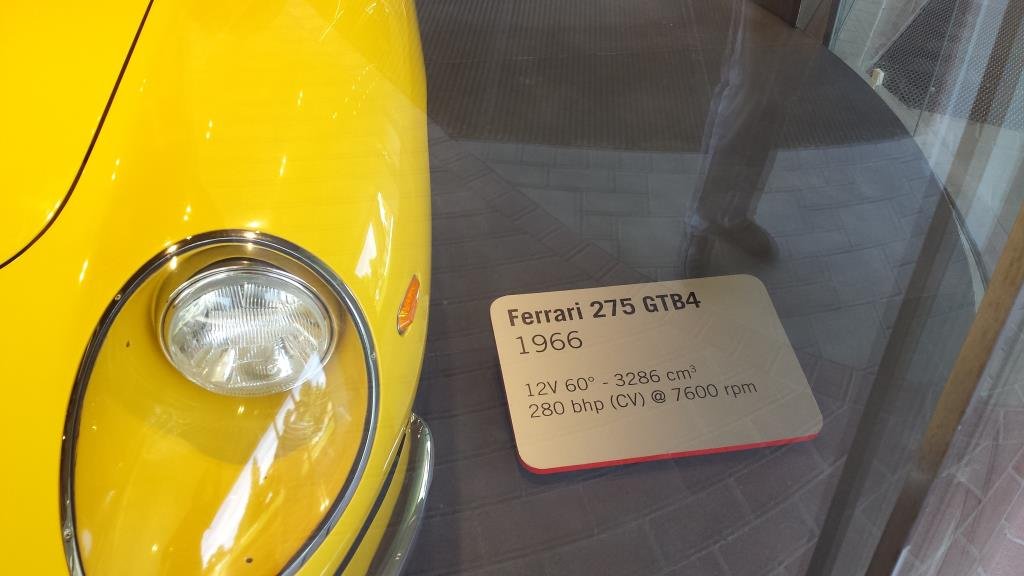 Ferrari 275 GTB4
1966
12V 60° - 3286 cm³
280 bhp (CV) @ 7600 rpm